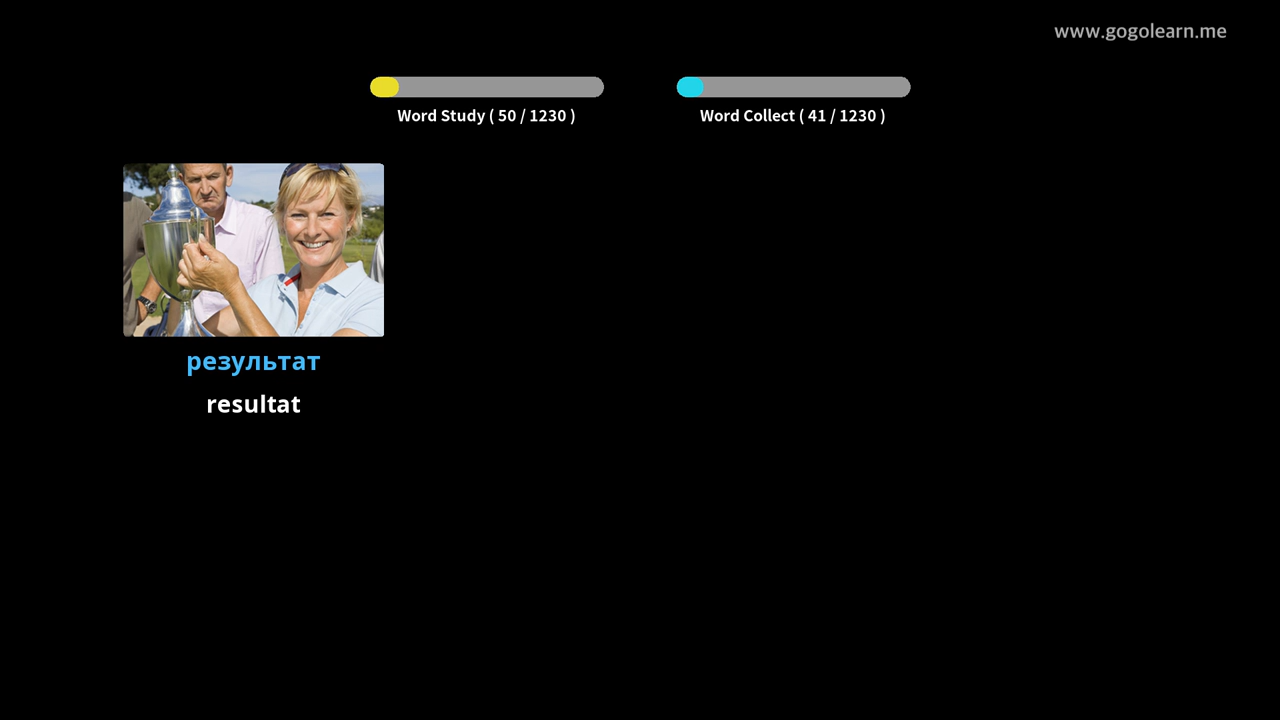 www.gogolearn.me
Word Study ( 50 / 1230 )
Word Collect ( 41 / 1230 )
результат
resultat